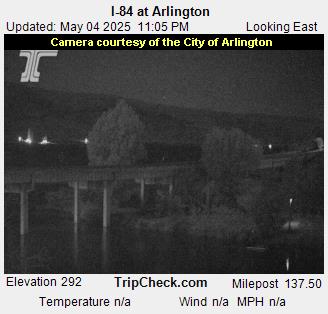 I-84 at Arlington
Updated: May 04 2025 11:05 PM Looking East
Camera courtesy of the City of Arlington
Elevation 292 TripCheck.com Milepost 137.50
Temperature n/a Wind n/a MPH n/a